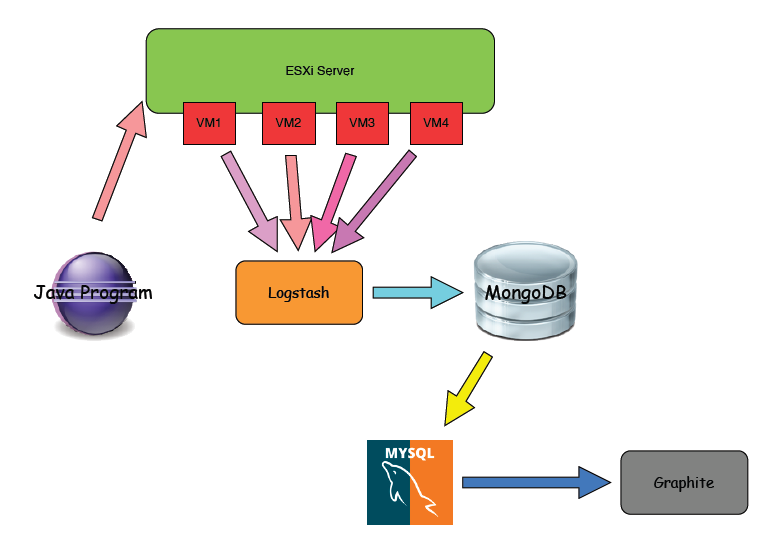 ESXi Server
VM1
VM2
VM3
VM4
Java Program
Logstash
MongoDB
MYSQL
Graphite